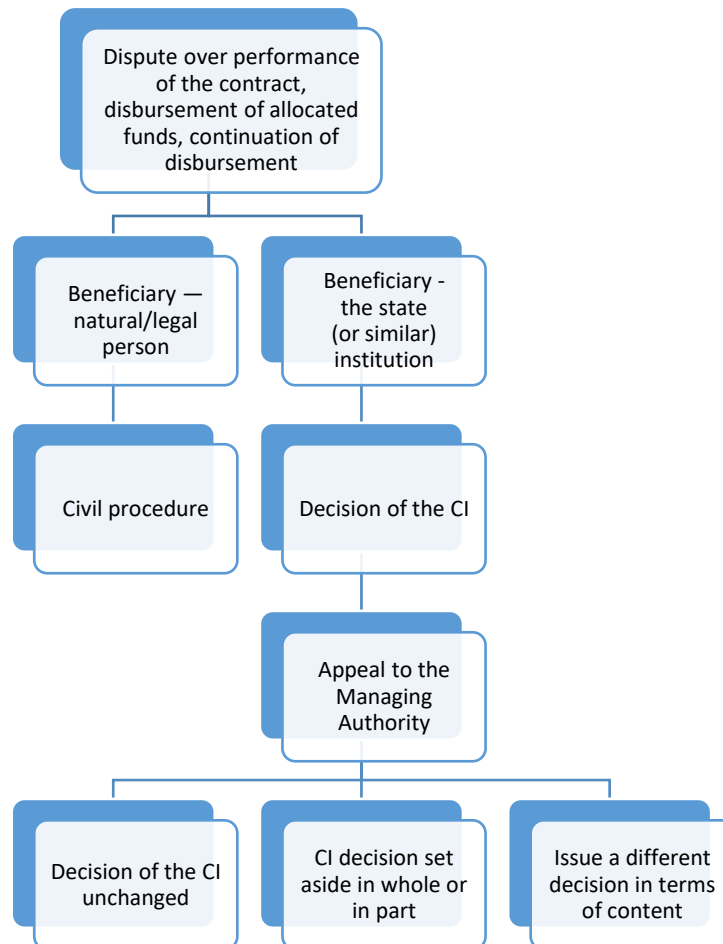 Dispute over performance
of the contract,
disbursement of allocated
funds, continuation of
disbursement
Beneficiary —
natural/legal
person
Beneficiary -
the state
(or similar)
institution
Civil procedure
Decision of the CI
Appeal to the
Managing
Authority
Decision of the CI
unchanged
CI decision set
aside in whole or
in part
Issue a different
decision in terms
of content